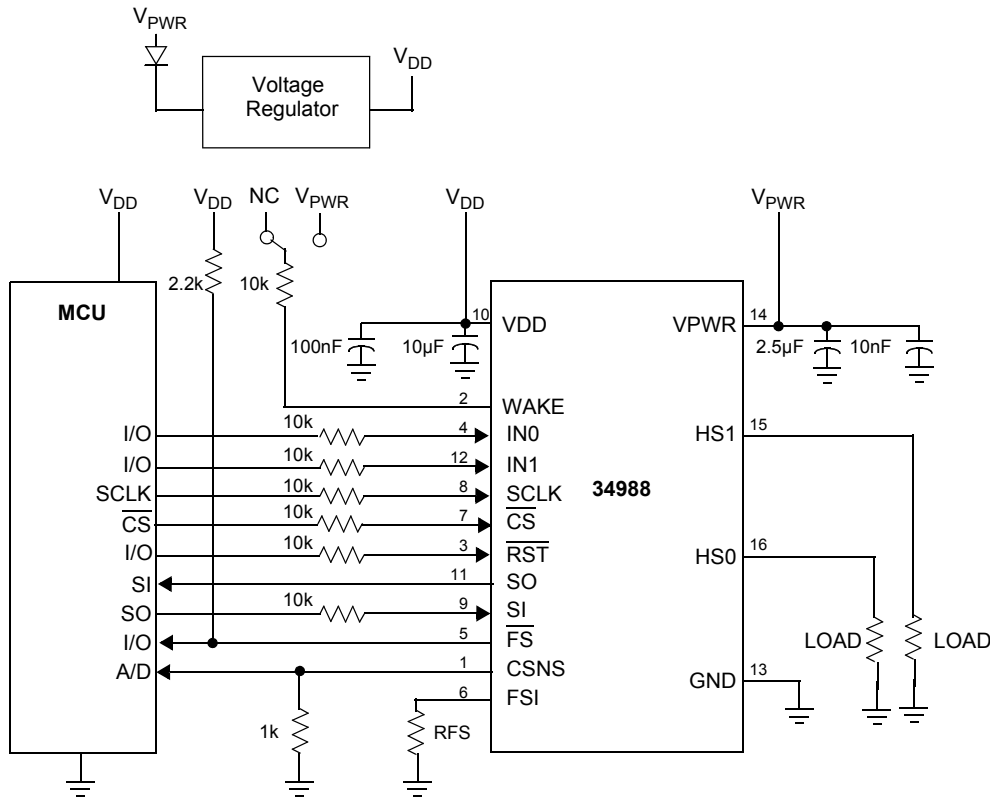 VPWR
Voltage
Regulator
VDD
VDD
VDD
NC
VPWR
VDD
VPWR
2.2k
10k
MCU
100nF
10µF
10
VDD
VPWR
14
2.5µF
10nF
2
WAKE
I/O
10k
4
IN0
HS1
15
I/O
10k
12
IN1
SCLK
10k
8
SCLK
34988
CS
10k
7
CS
I/O
10k
3
RST
HS0
16
SI
11
SO
SO
10k
9
SI
I/O
5
FS
LOAD
LOAD
A/D
1
CSNS
GND
13
6
FSI
1k
RFS